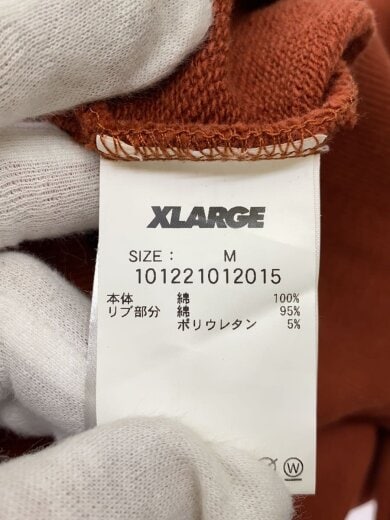 XLARGE
SIZE : M
101221012015
本体 綿 100%
リブ部分 綿 95%
ポリウレタン 5%
W